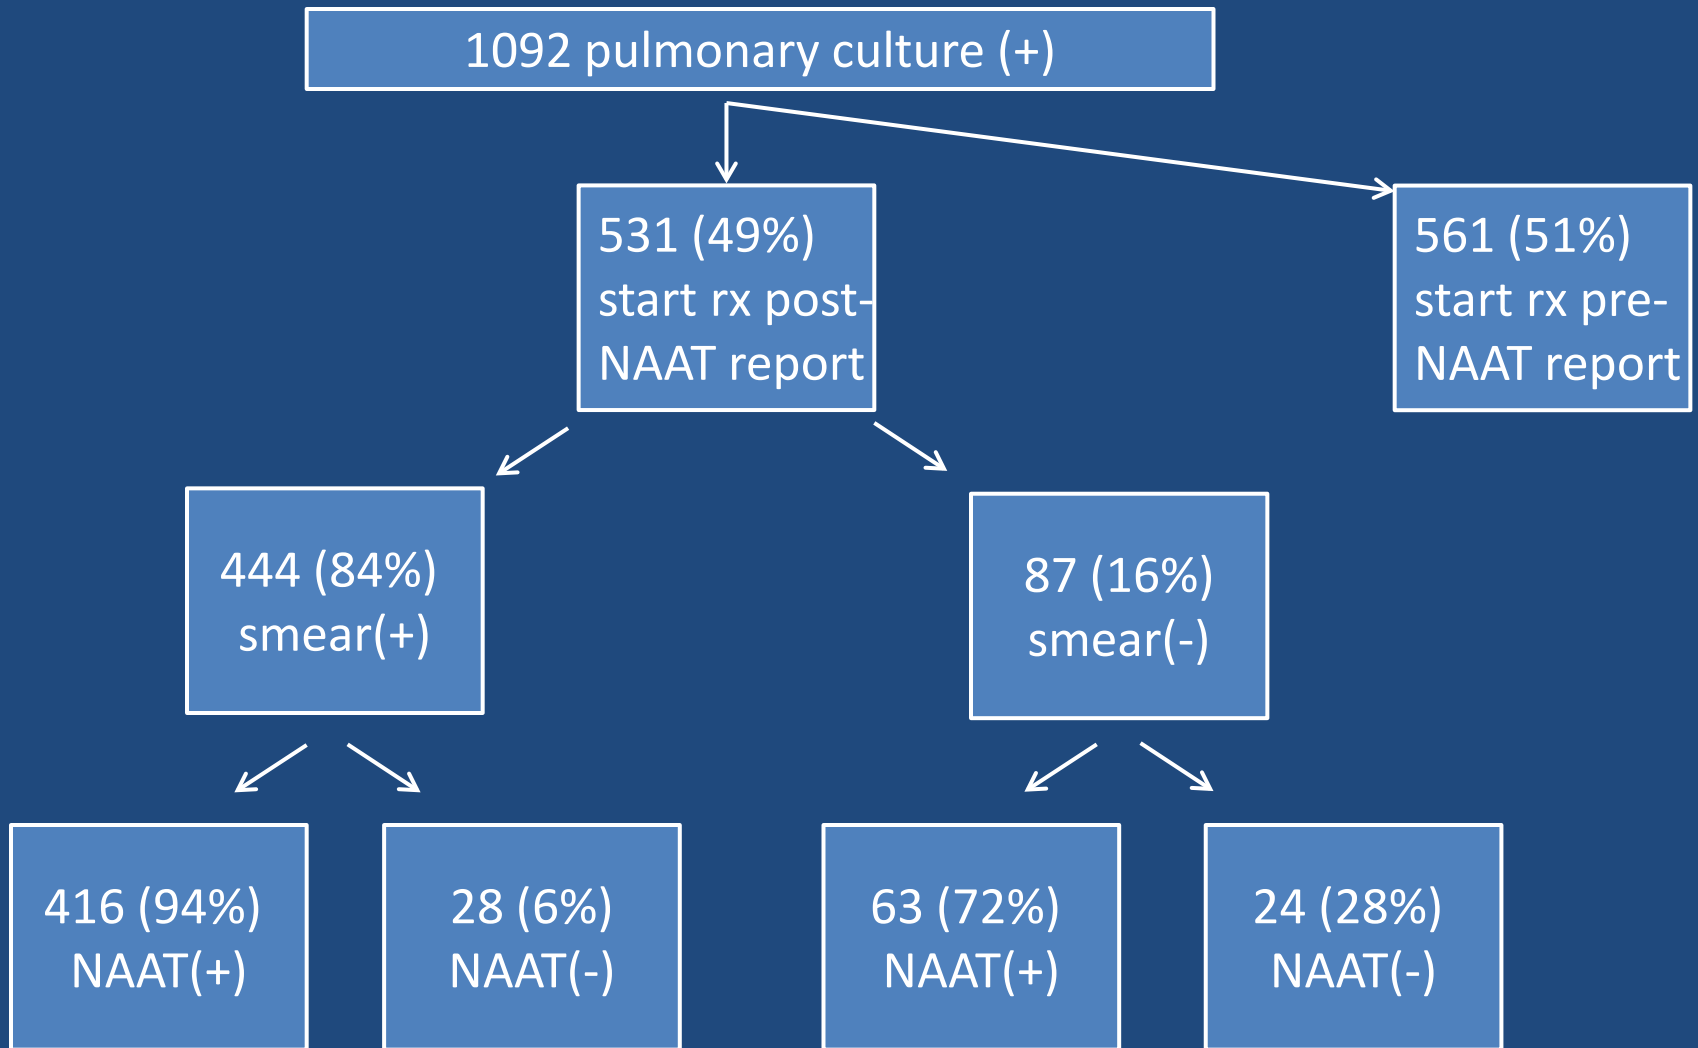 1092 pulmonary culture (+)
531 (49%)
start rx post-
NAAT report
561 (51%)
start rx pre-
NAAT report
444 (84%)
smear(+)
87 (16%)
smear(-)
416 (94%)
NAAT(+)
28 (6%)
NAAT(-)
63 (72%)
NAAT(+)
24 (28%)
NAAT(-)